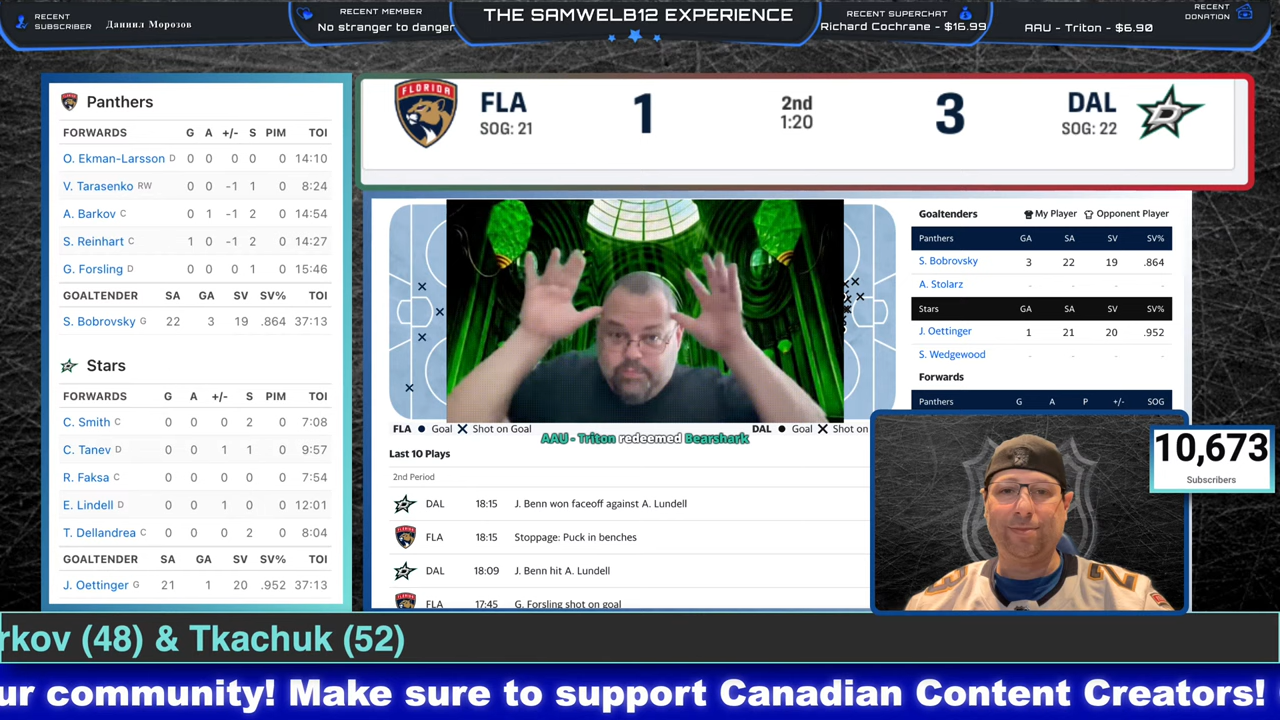 RECENT SUBSCRIBER
Даниил Морозов
RECENT MEMBER
No stranger to danger
THE SAMWELB12 EXPERIENCE
RECENT SUPERCHAT
Richard Cochrane - $16.99
RECENT DONATION
AAU - Triton - $6.90
Panthers
FORWARDS G A +/- S PIM TOI
O. Ekman-Larsson D 0 0 0 0 0 14:10
V. Tarasenko RW 0 0 -1 1 0 8:24
A. Barkov C 0 1 -1 2 0 14:54
S. Reinhart C 1 0 -1 2 0 14:27
G. Forsling D 0 0 0 1 0 15:46
GOALTENDER SA GA SV SV% TOI
S. Bobrovsky G 22 3 19 .864 37:13
Stars
FORWARDS G A +/- S PIM TOI
C. Smith C 0 0 0 2 0 7:08
C. Tanev D 0 0 1 1 0 9:57
R. Faksa C 0 0 0 0 0 7:54
E. Lindell D 0 0 1 0 0 12:01
T. Dellandrea C 0 0 0 2 0 8:04
GOALTENDER SA GA SV SV% TOI
J. Oettinger G 21 1 20 .952 37:13
FLORIDA
FLA
SOG: 21
1
2nd
1:20
3
DAL
SOG: 22
Goaltenders My Player Opponent Player
Panthers GA SA SV SV%
S. Bobrovsky 3 22 19 .864
A. Stolarz - - - -
Stars GA SA SV SV%
J. Oettinger 1 21 20 .952
S. Wedgewood - - - -
Forwards
Panthers G A P +/- SOG
FLA Goal Shot on Goal
DAL Goal Shot on
AAU - Triton redeemed Bearshark
Last 10 Plays
2nd Period
DAL 18:15 J. Benn won faceoff against A. Lundell
FLA 18:15 Stoppage: Puck in benches
DAL 18:09 J. Benn hit A. Lundell
FLA 17:45 G. Forsling shot on goal
10,673
Subscribers
rkov (48) & Tkachuk (52)
ur community! Make sure to support Canadian Content Creators!